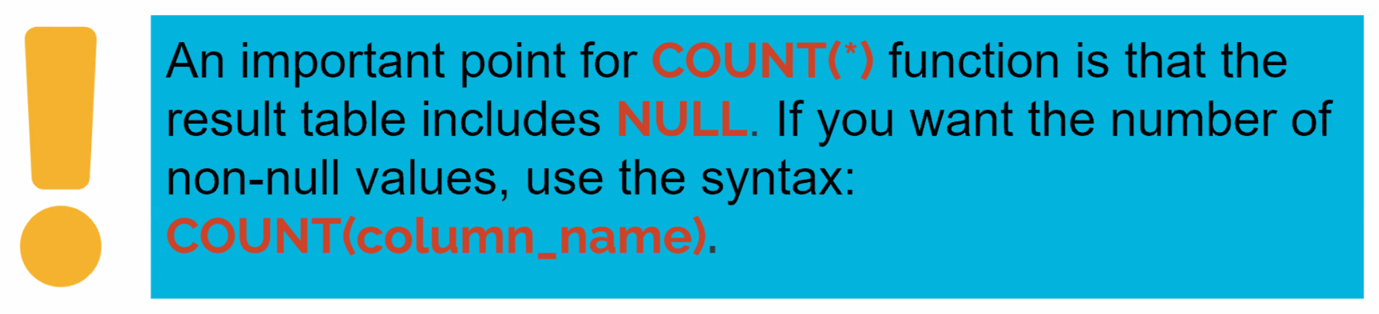 An important point for COUNT(*) function is that the
result table includes NULL. If you want the number of
non-null values, use the syntax:
COUNT(column_name).